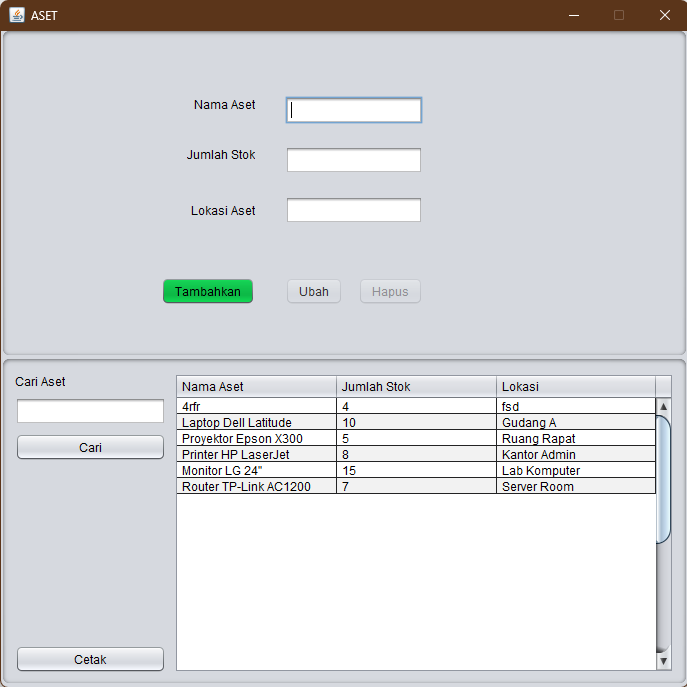 ASET
Nama Aset
Jumlah Stok
Lokasi Aset
Tambahkan Ubah Hapus
Cari Aset
Cari
Cetak
Nama Aset Jumlah Stok Lokasi
4rfr 4 fsd
Laptop Dell Latitude 10 Gudang A
Proyektor Epson X300 5 Ruang Rapat
Printer HP LaserJet 8 Kantor Admin
Monitor LG 24" 15 Lab Komputer
Router TP-Link AC1200 7 Server Room